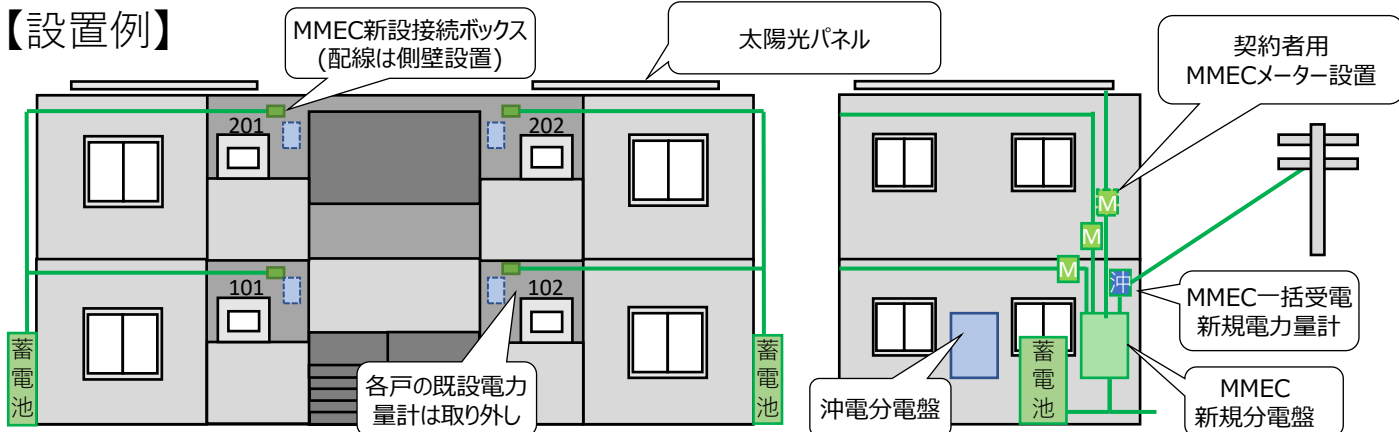 【設置例】
MMEC新設接続ボックス
(配線は側壁設置)
太陽光パネル
契約者用
MMECメーター設置
201
202
101
102
M
M
M
沖
MMEC一括受電
新規電力量計
蓄電池
蓄電池
各戸の既設電力
量計は取り外し
沖電分電盤
蓄電池
MMEC
新規分電盤